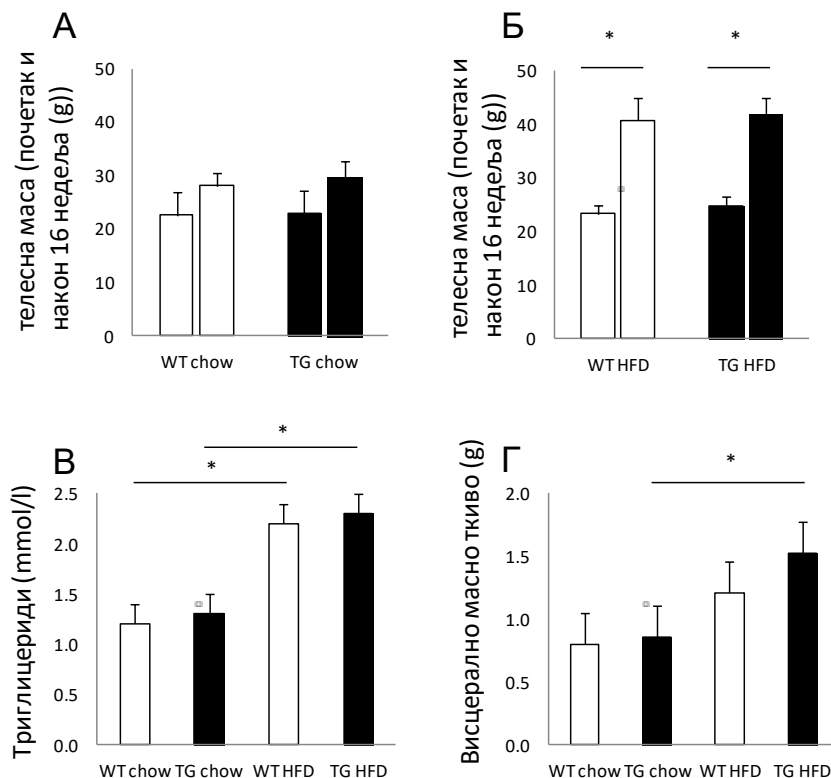 А
телесна маса (почетак и
након 16 недеља (g))
50
40
30
20
10
0
WT chow
TG chow
Б
*
*
телесна маса (почетак и
након 16 недеља (g))
50
40
30
20
10
0
WT HFD
TG HFD
В
*
*
Триглицериди (mmol/l)
2.5
2.0
1.5
1.0
0.5
0.0
WT chow
TG chow
WT HFD
TG HFD
Г
*
Висцерално масно ткиво (g)
2.0
1.5
1.0
0.5
0.0
WT chow
TG chow
WT HFD
TG HFD